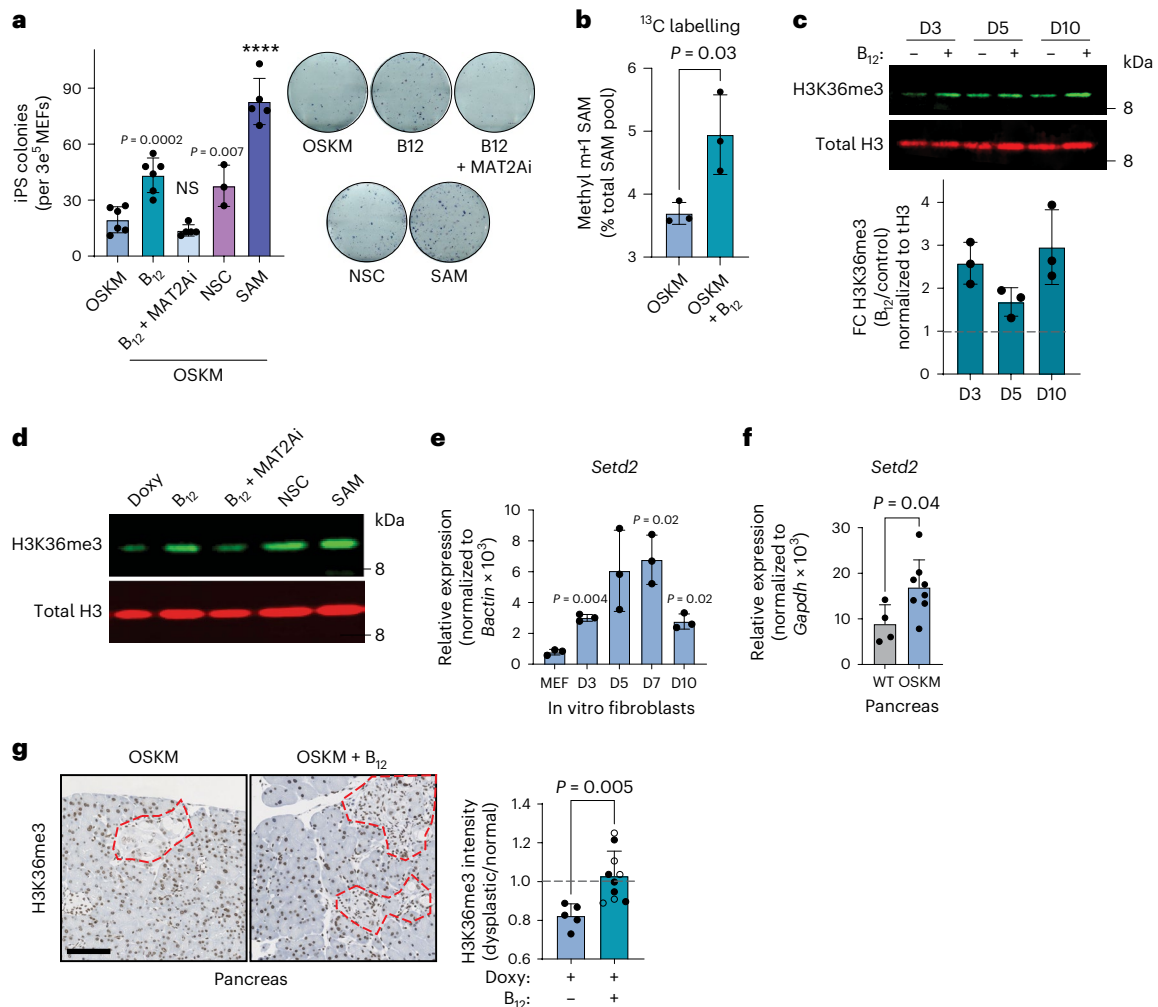 a
iPS colonies
(per 3e⁵ MEFs)
90
60
30
0
P = 0.0002
NS
P = 0.007
****
OSKM
B₁₂
B₁₂ + MAT2Ai
NSC
SAM
OSKM
OSKM
B12
B12
+ MAT2Ai
NSC
SAM
b
¹³C labelling
P = 0.03
Methyl m+1 SAM
(% total SAM pool)
6
5
4
3
OSKM
OSKM
+ B₁₂
c
D3 D5 D10
B₁₂: – + – + – +
kDa
H3K36me3
8
Total H3
8
FC H3K36me3
(B₁₂/control)
normalized to tH3
4
3
2
1
0
D3 D5 D10
d
Doxy
B₁₂
B₁₂ + MAT2Ai
NSC
SAM
kDa
H3K36me3
8
Total H3
8
e
Setd2
Relative expression
(normalized to
Bactin × 10³)
10
8
6
4
2
0
P = 0.004
P = 0.02
P = 0.02
MEF D3 D5 D7 D10
In vitro fibroblasts
f
Setd2
P = 0.04
Relative expression
(normalized to
Gapdh × 10³)
30
20
10
0
WT OSKM
Pancreas
g
OSKM
OSKM + B₁₂
H3K36me3
Pancreas
P = 0.005
H3K36me3 intensity
(dysplastic/normal)
1.4
1.2
1.0
0.8
0.6
Doxy: + +
B₁₂: – +